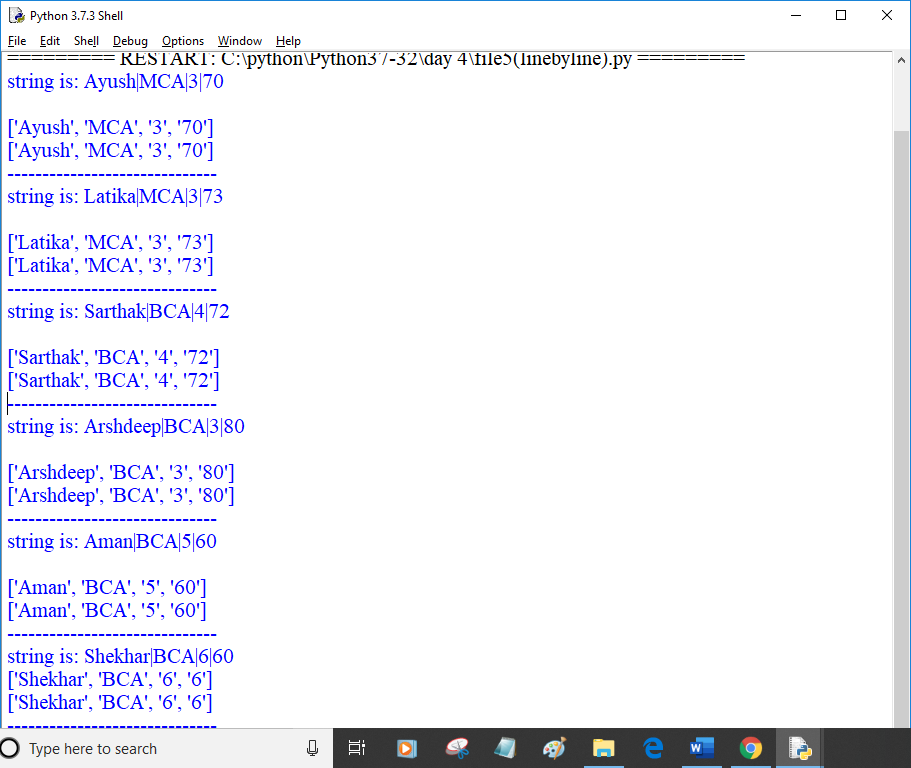 Python 3.7.3 Shell
File Edit Shell Debug Options Window Help
========= RESTART: C:\python\Python37-32\day 4\file5(linebyline).py =========
string is: Ayush|MCA|3|70
['Ayush', 'MCA', '3', '70']
['Ayush', 'MCA', '3', '70']
------------------------------
string is: Latika|MCA|3|73
['Latika', 'MCA', '3', '73']
['Latika', 'MCA', '3', '73']
------------------------------
string is: Sarthak|BCA|4|72
['Sarthak', 'BCA', '4', '72']
['Sarthak', 'BCA', '4', '72']
------------------------------
string is: Arshdeep|BCA|3|80
['Arshdeep', 'BCA', '3', '80']
['Arshdeep', 'BCA', '3', '80']
------------------------------
string is: Aman|BCA|5|60
['Aman', 'BCA', '5', '60']
['Aman', 'BCA', '5', '60']
------------------------------
string is: Shekhar|BCA|6|60
['Shekhar', 'BCA', '6', '6']
['Shekhar', 'BCA', '6', '6']
------------------------------
Type here to search